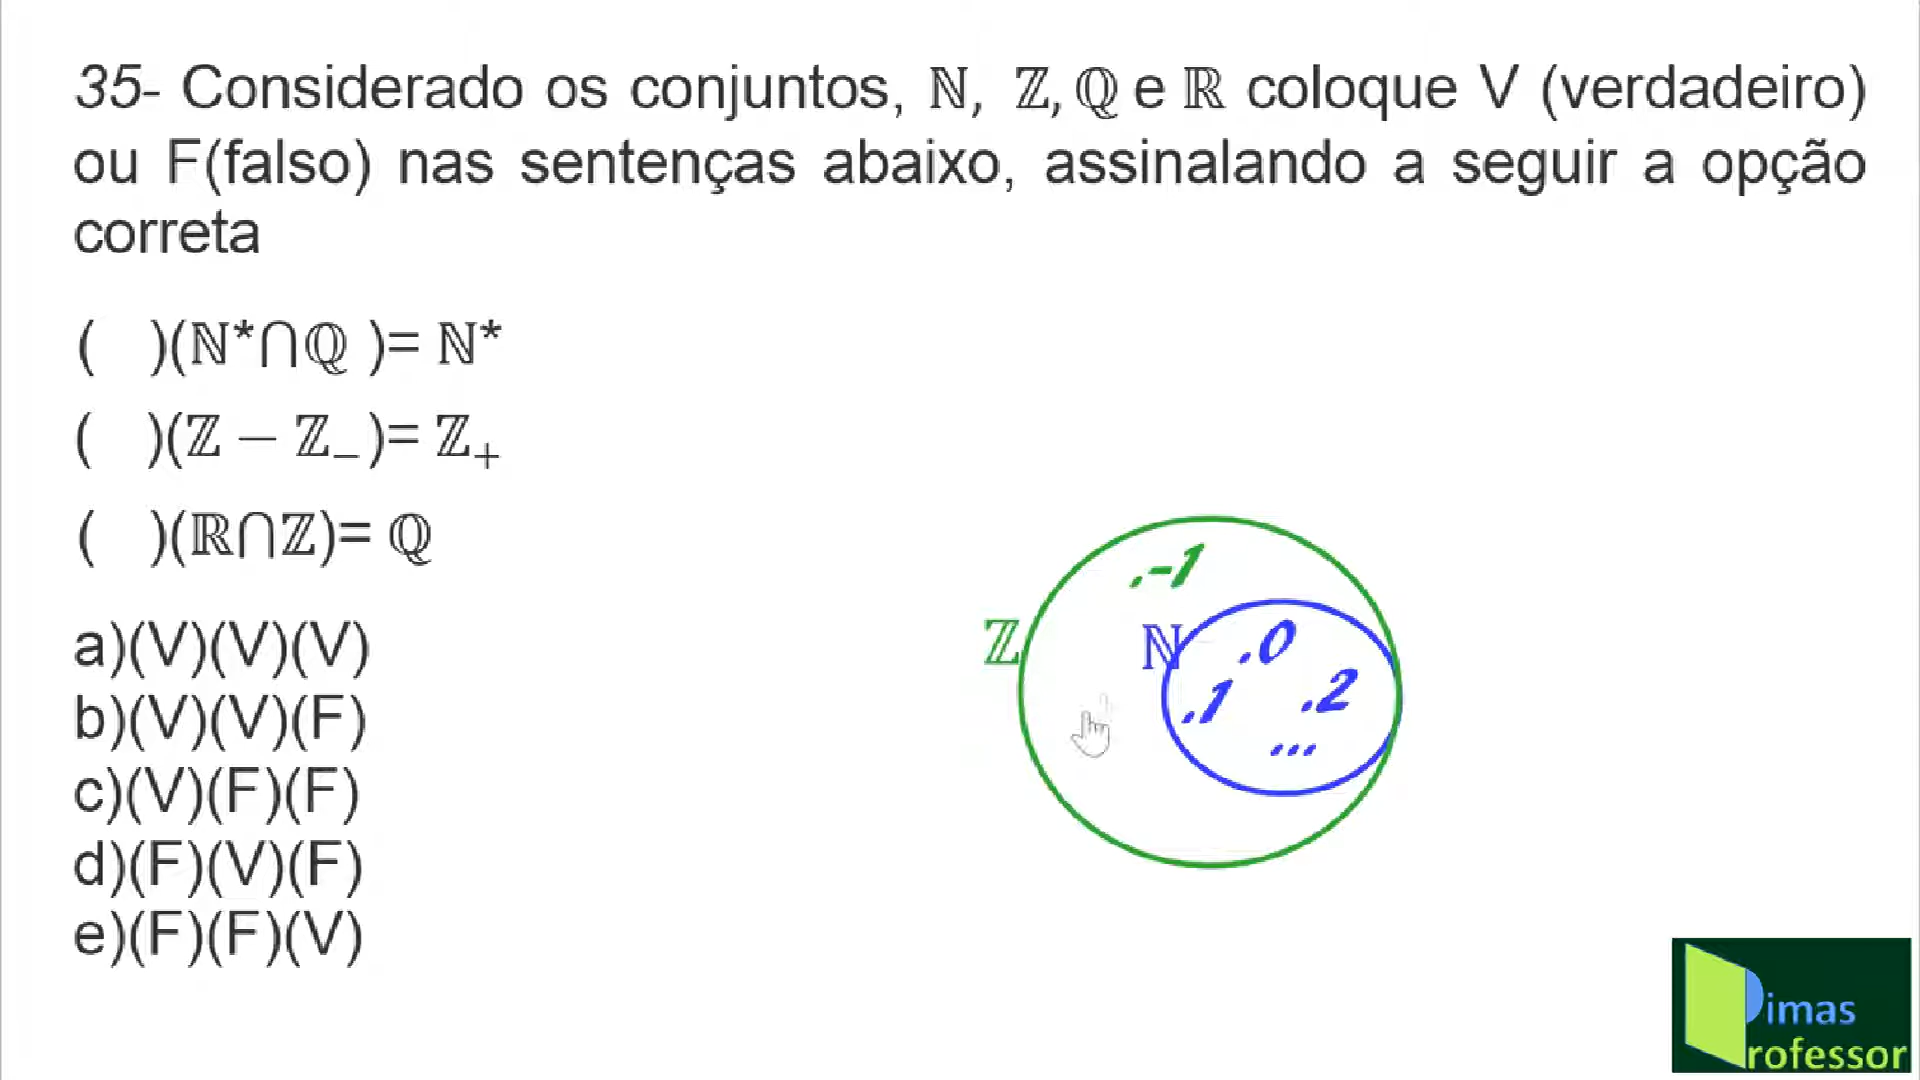 35- Considerado os conjuntos, ℕ, ℤ, ℚ e ℝ coloque V (verdadeiro)
ou F(falso) nas sentenças abaixo, assinalando a seguir a opção
correta
(   )(ℕ*∩ℚ )= ℕ*
(   )(ℤ − ℤ₋)= ℤ₊
(   )(ℝ∩ℤ)= ℚ
a)(V)(V)(V)
b)(V)(V)(F)
c)(V)(F)(F)
d)(F)(V)(F)
e)(F)(F)(V)
.-1
ℤ
ℕ
.0
.1
.2
...
Dimas
Professor